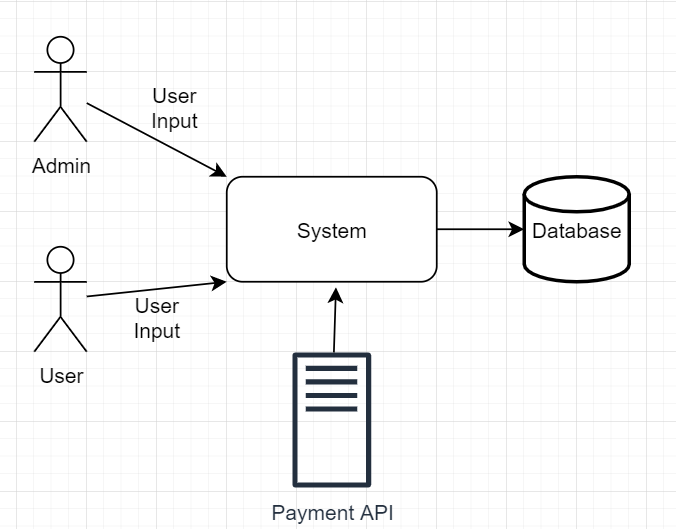 User
Input
Admin
System
Database
User
Input
User
Payment API